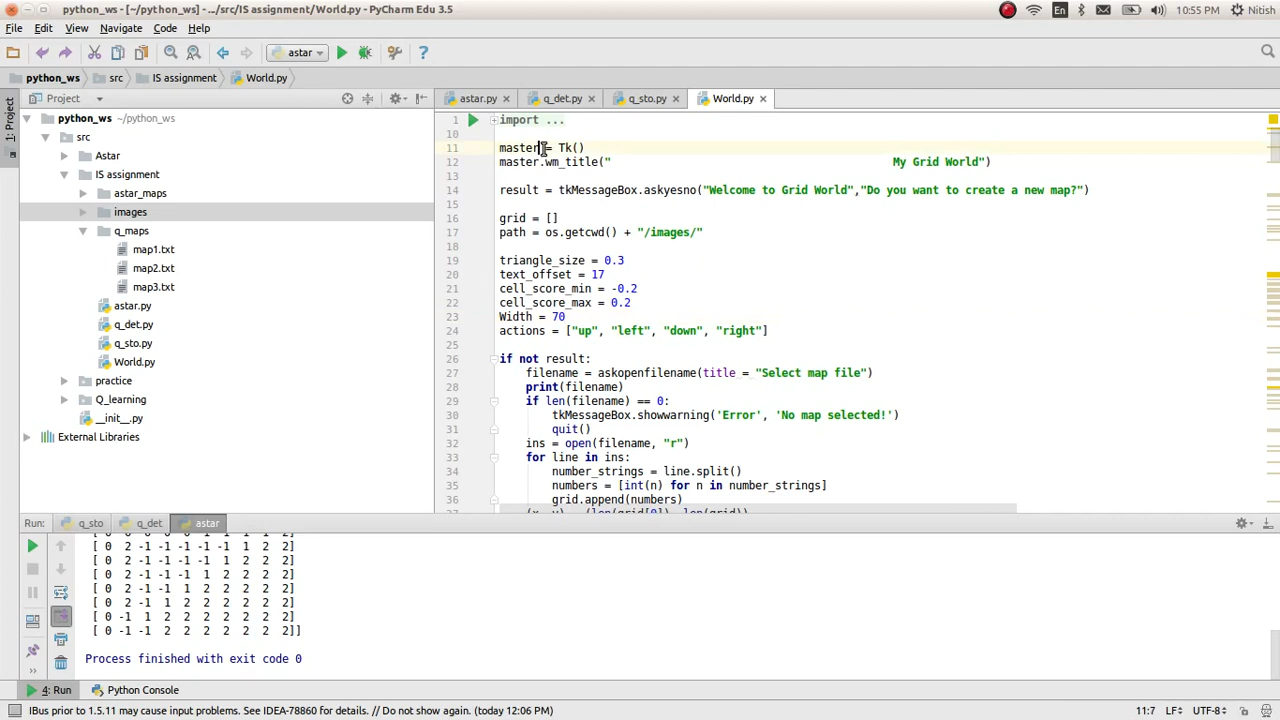 python_ws - [~/python_ws] - .../src/IS assignment/World.py - PyCharm Edu 3.5
En
10:55 PM
Nitish
File Edit View Navigate Code Help
astar
python_ws src IS assignment World.py
Project
astar.py q_det.py q_sto.py World.py
1: Project
python_ws ~/python_ws
src
Astar
IS assignment
astar_maps
images
q_maps
map1.txt
map2.txt
map3.txt
astar.py
q_det.py
q_sto.py
World.py
practice
Q_learning
__init__.py
External Libraries
1 import ...
10
11 master = Tk()
12 master.wm_title("                                           My Grid World")
13
14 result = tkMessageBox.askyesno("Welcome to Grid World","Do you want to create a new map?")
15
16 grid = []
17 path = os.getcwd() + "/images/"
18
19 triangle_size = 0.3
20 text_offset = 17
21 cell_score_min = -0.2
22 cell_score_max = 0.2
23 Width = 70
24 actions = ["up", "left", "down", "right"]
25
26 if not result:
27     filename = askopenfilename(title = "Select map file")
28     print(filename)
29     if len(filename) == 0:
30         tkMessageBox.showwarning('Error', 'No map selected!')
31         quit()
32     ins = open(filename, "r")
33     for line in ins:
34         number_strings = line.split()
35         numbers = [int(n) for n in number_strings]
36         grid.append(numbers)
Run: q_sto q_det astar
[ 0 2 -1 -1 -1 -1 -1 1 2 2]
[ 0 2 -1 -1 -1 -1 1 2 2 2]
[ 0 2 -1 -1 -1 1 2 2 2 2]
[ 0 2 -1 -1 1 2 2 2 2 2]
[ 0 2 -1 1 2 2 2 2 2 2]
[ 0 -1 1 2 2 2 2 2 2 2]
[ 0 -1 -1 2 2 2 2 2 2 2]]
Process finished with exit code 0
4: Run Python Console
IBus prior to 1.5.11 may cause input problems. See IDEA-78860 for details. // Do not show again. (today 12:06 PM)
11:7 LF UTF-8